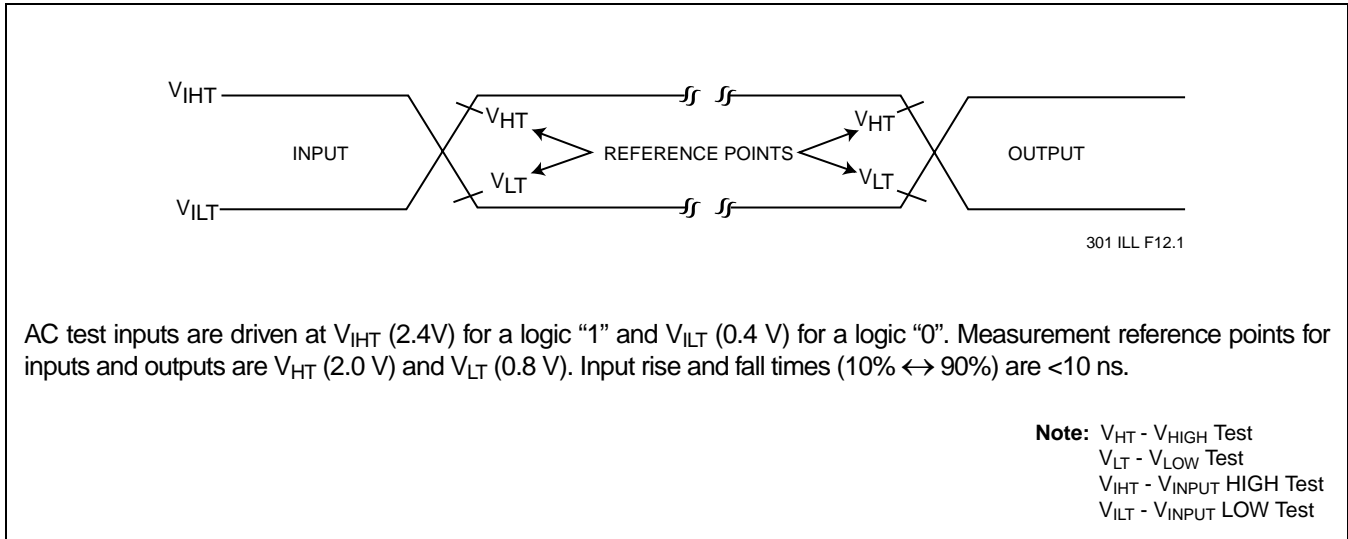 VIHT
VHT
VHT
INPUT
REFERENCE POINTS
OUTPUT
VLT
VLT
VILT
301 ILL F12.1
AC test inputs are driven at VIHT (2.4V) for a logic “1” and VILT (0.4 V) for a logic “0”. Measurement reference points for
inputs and outputs are VHT (2.0 V) and VLT (0.8 V). Input rise and fall times (10% ↔ 90%) are <10 ns.
Note: VHT - VHIGH Test
VLT - VLOW Test
VIHT - VINPUT HIGH Test
VILT - VINPUT LOW Test